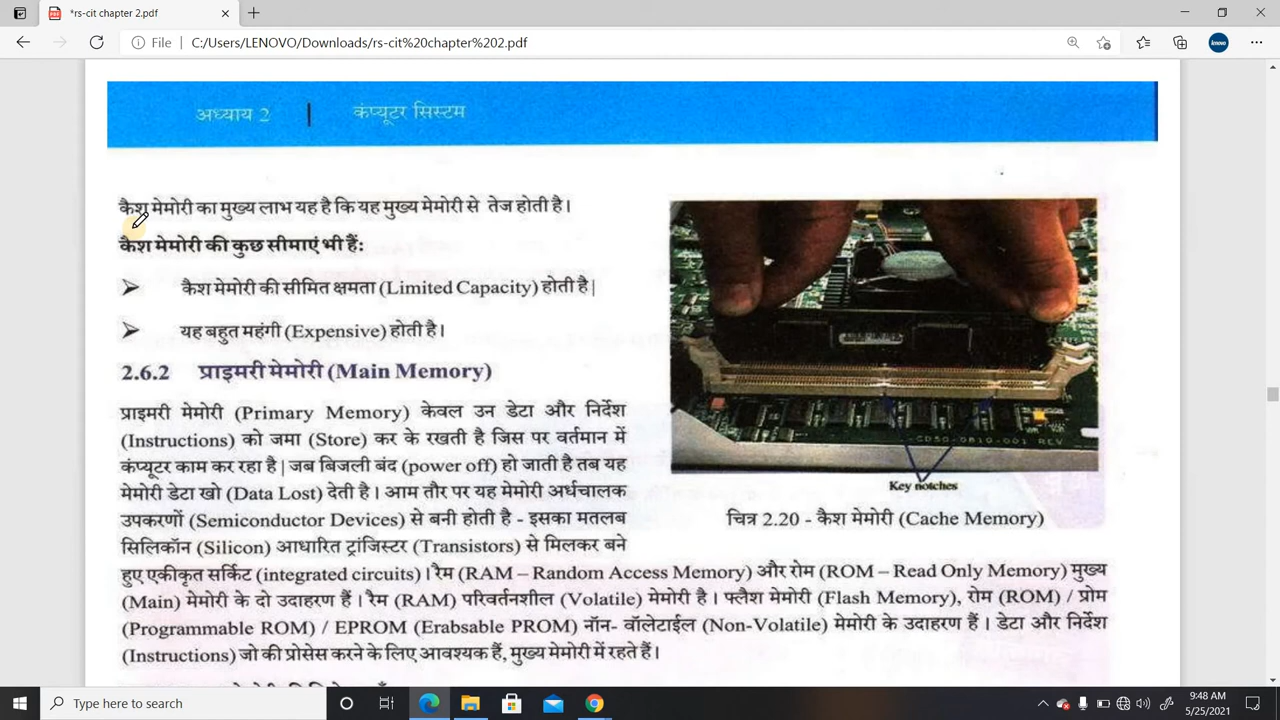 *rs-cit chapter 2.pdf
File C:/Users/LENOVO/Downloads/rs-cit%20chapter%202.pdf
अध्याय 2 | कंप्यूटर सिस्टम
कैश मेमोरी का मुख्य लाभ यह है कि यह मुख्य मेमोरी से तेज होती है।
कैश मेमोरी की कुछ सीमाएं भी हैं:
➢ कैश मेमोरी की सीमित क्षमता (Limited Capacity) होती है|
➢ यह बहुत महंगी (Expensive) होती है।
2.6.2 प्राइमरी मेमोरी (Main Memory)
प्राइमरी मेमोरी (Primary Memory) केवल उन डेटा और निर्देश
(Instructions) को जमा (Store) कर के रखती है जिस पर वर्तमान में
कंप्यूटर काम कर रहा है| जब बिजली बंद (power off) हो जाती है तब यह
मेमोरी डेटा खो (Data Lost) देती है। आम तौर पर यह मेमोरी अर्धचालक
उपकरणों (Semiconductor Devices) से बनी होती है - इसका मतलब
सिलिकॉन (Silicon) आधारित ट्रांजिस्टर (Transistors) से मिलकर बने
हुए एकीकृत सर्किट (integrated circuits)। रैम (RAM – Random Access Memory) और रोम (ROM – Read Only Memory) मुख्य
(Main) मेमोरी के दो उदाहरण हैं। रैम (RAM) परिवर्तनशील (Volatile) मेमोरी है। फ्लैश मेमोरी (Flash Memory), रोम (ROM) / प्रोम
(Programmable ROM) / EPROM (Erabsable PROM) नॉन- वॉलेटाईल (Non-Volatile) मेमोरी के उदाहरण हैं। डेटा और निर्देश
(Instructions) जो की प्रोसेस करने के लिए आवश्यक हैं, मुख्य मेमोरी में रहते हैं।
CD50-0810-001 REV
Key notches
चित्र 2.20 - कैश मेमोरी (Cache Memory)
Type here to search
9:48 AM
5/25/2021